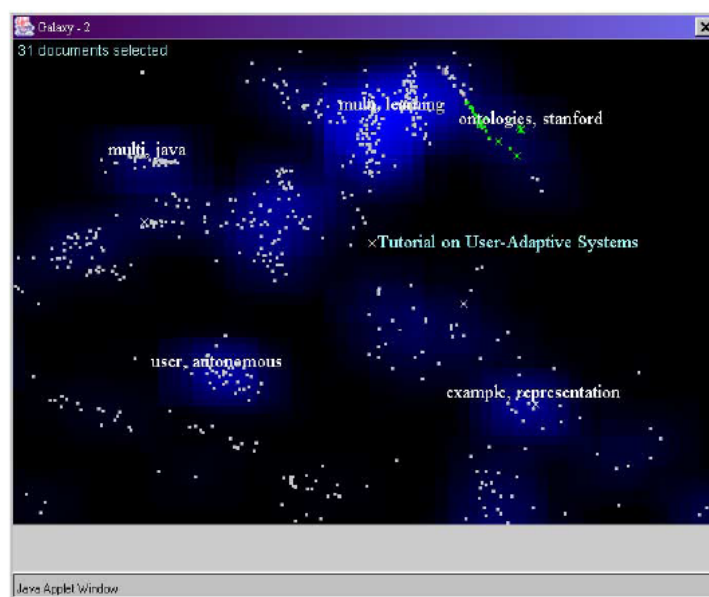 Galaxy - 2
31 documents selected
multi, learning
ontologies, stanford
multi, java
Tutorial on User-Adaptive Systems
user, autonomous
example, representation
Java Applet Window